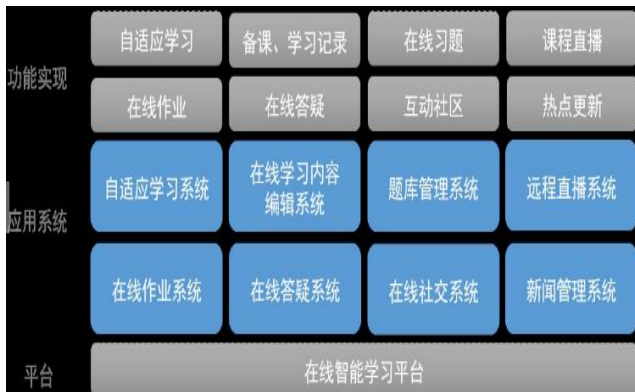 功能实现
自适应学习
备课、学习记录
在线习题
课程直播
在线作业
在线答疑
互动社区
热点更新
应用系统
自适应学习系统
在线学习内容
编辑系统
题库管理系统
远程直播系统
在线作业系统
在线答疑系统
在线社交系统
新闻管理系统
平台
在线智能学习平台